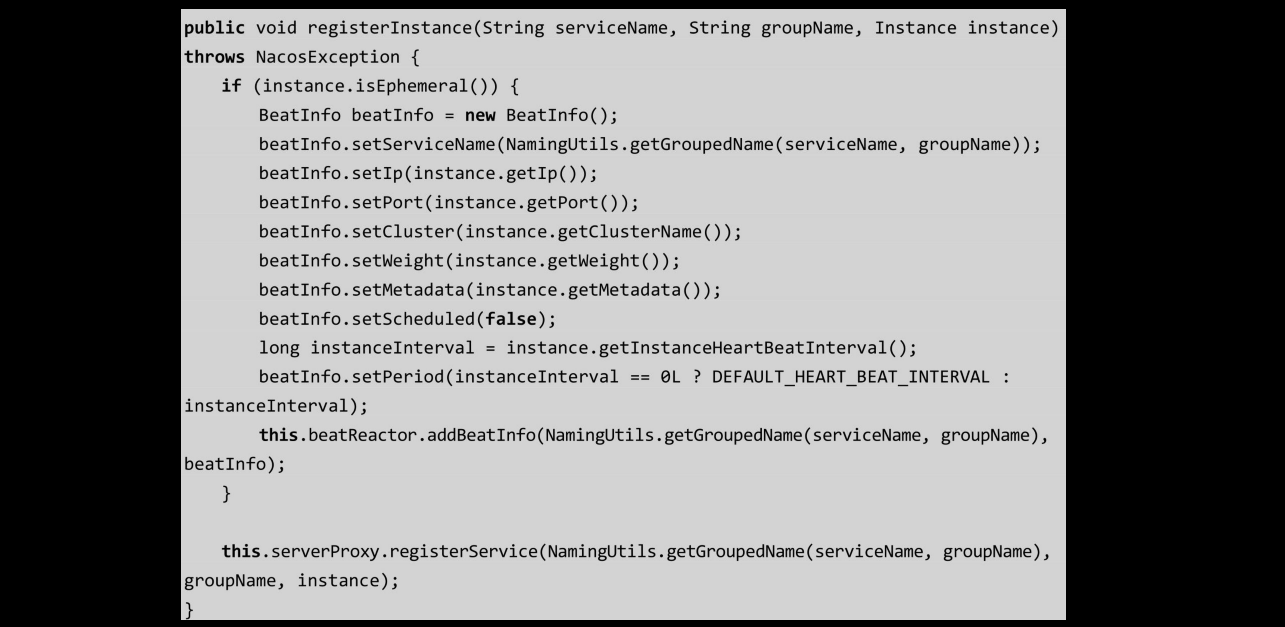 public void registerInstance(String serviceName, String groupName, Instance instance)
throws NacosException {
    if (instance.isEphemeral()) {
        BeatInfo beatInfo = new BeatInfo();
        beatInfo.setServiceName(NamingUtils.getGroupedName(serviceName, groupName));
        beatInfo.setIp(instance.getIp());
        beatInfo.setPort(instance.getPort());
        beatInfo.setCluster(instance.getClusterName());
        beatInfo.setWeight(instance.getWeight());
        beatInfo.setMetadata(instance.getMetadata());
        beatInfo.setScheduled(false);
        long instanceInterval = instance.getInstanceHeartBeatInterval();
        beatInfo.setPeriod(instanceInterval == 0L ? DEFAULT_HEART_BEAT_INTERVAL :
instanceInterval);
        this.beatReactor.addBeatInfo(NamingUtils.getGroupedName(serviceName, groupName),
beatInfo);
    }

    this.serverProxy.registerService(NamingUtils.getGroupedName(serviceName, groupName),
groupName, instance);
}